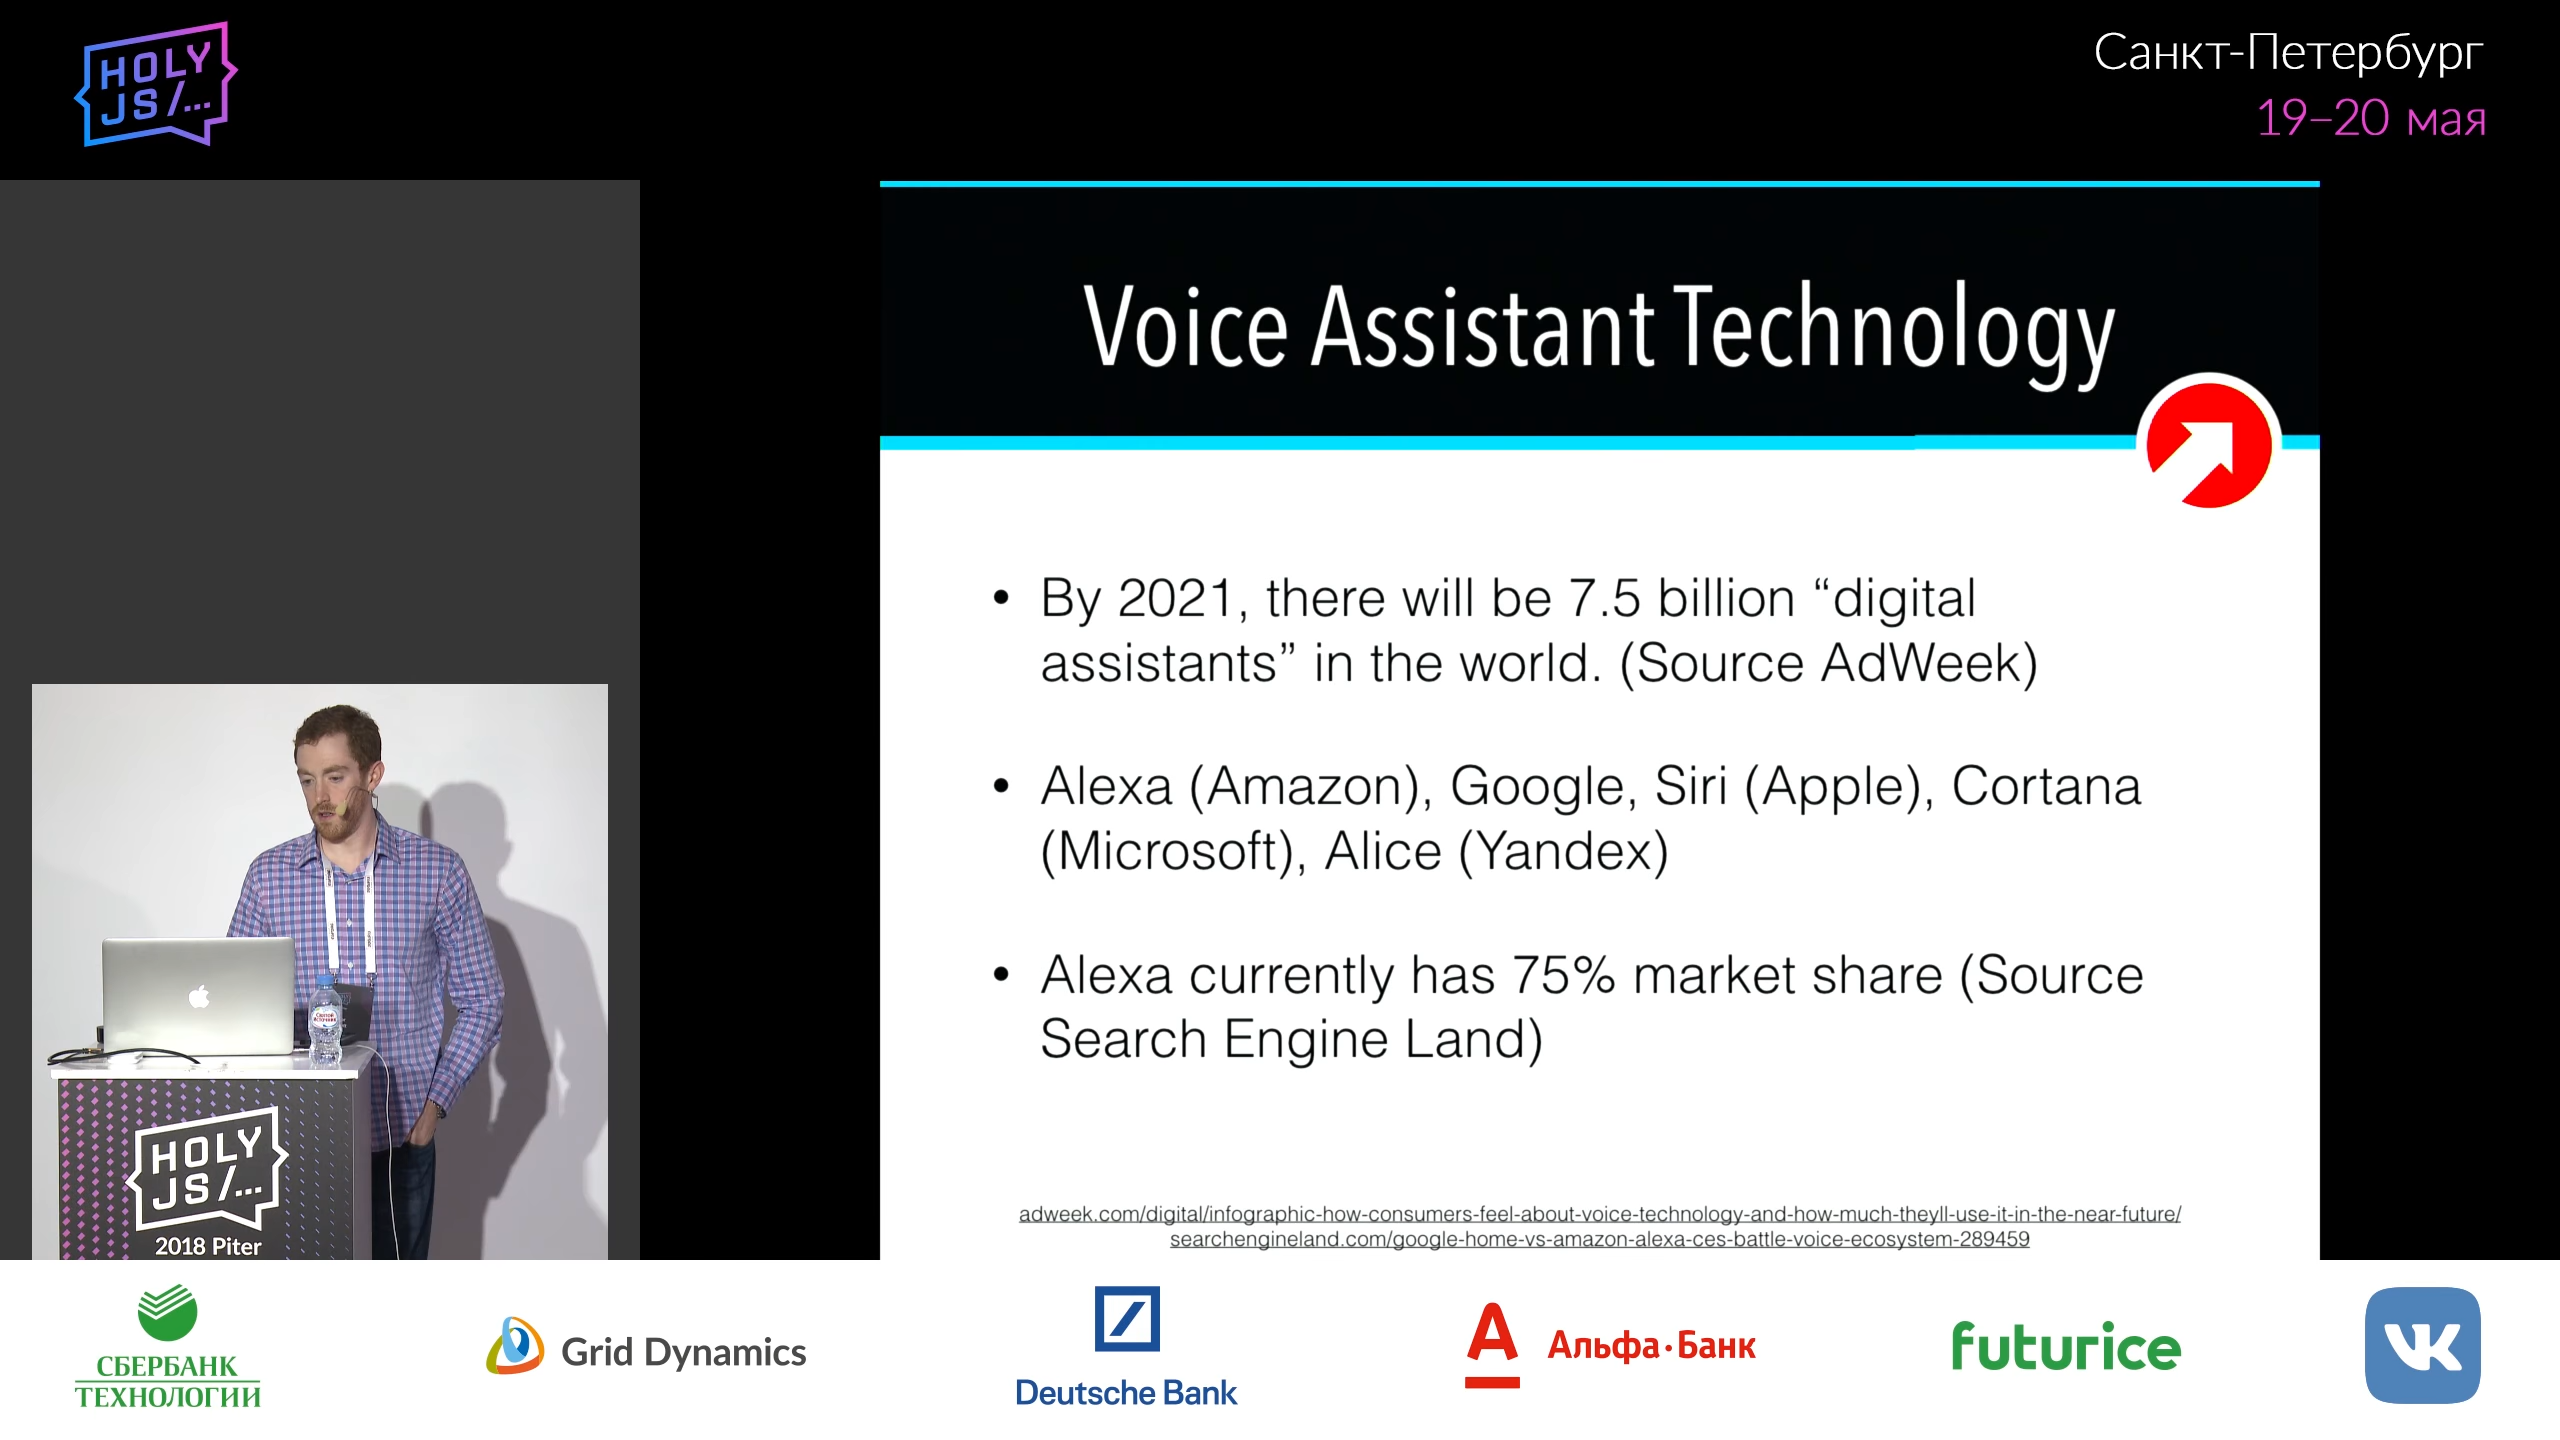 HOLY
JS/...
Санкт-Петербург
19–20 мая
Voice Assistant Technology
• By 2021, there will be 7.5 billion “digital
assistants” in the world. (Source AdWeek)
• Alexa (Amazon), Google, Siri (Apple), Cortana
(Microsoft), Alice (Yandex)
• Alexa currently has 75% market share (Source
Search Engine Land)
adweek.com/digital/infographic-how-consumers-feel-about-voice-technology-and-how-much-theyll-use-it-in-the-near-future/
searchengineland.com/google-home-vs-amazon-alexa-ces-battle-voice-ecosystem-289459
HOLY
JS/...
2018 Piter
СБЕРБАНК
ТЕХНОЛОГИИ
Grid Dynamics
Deutsche Bank
А
Альфа·Банк
futurice
VK